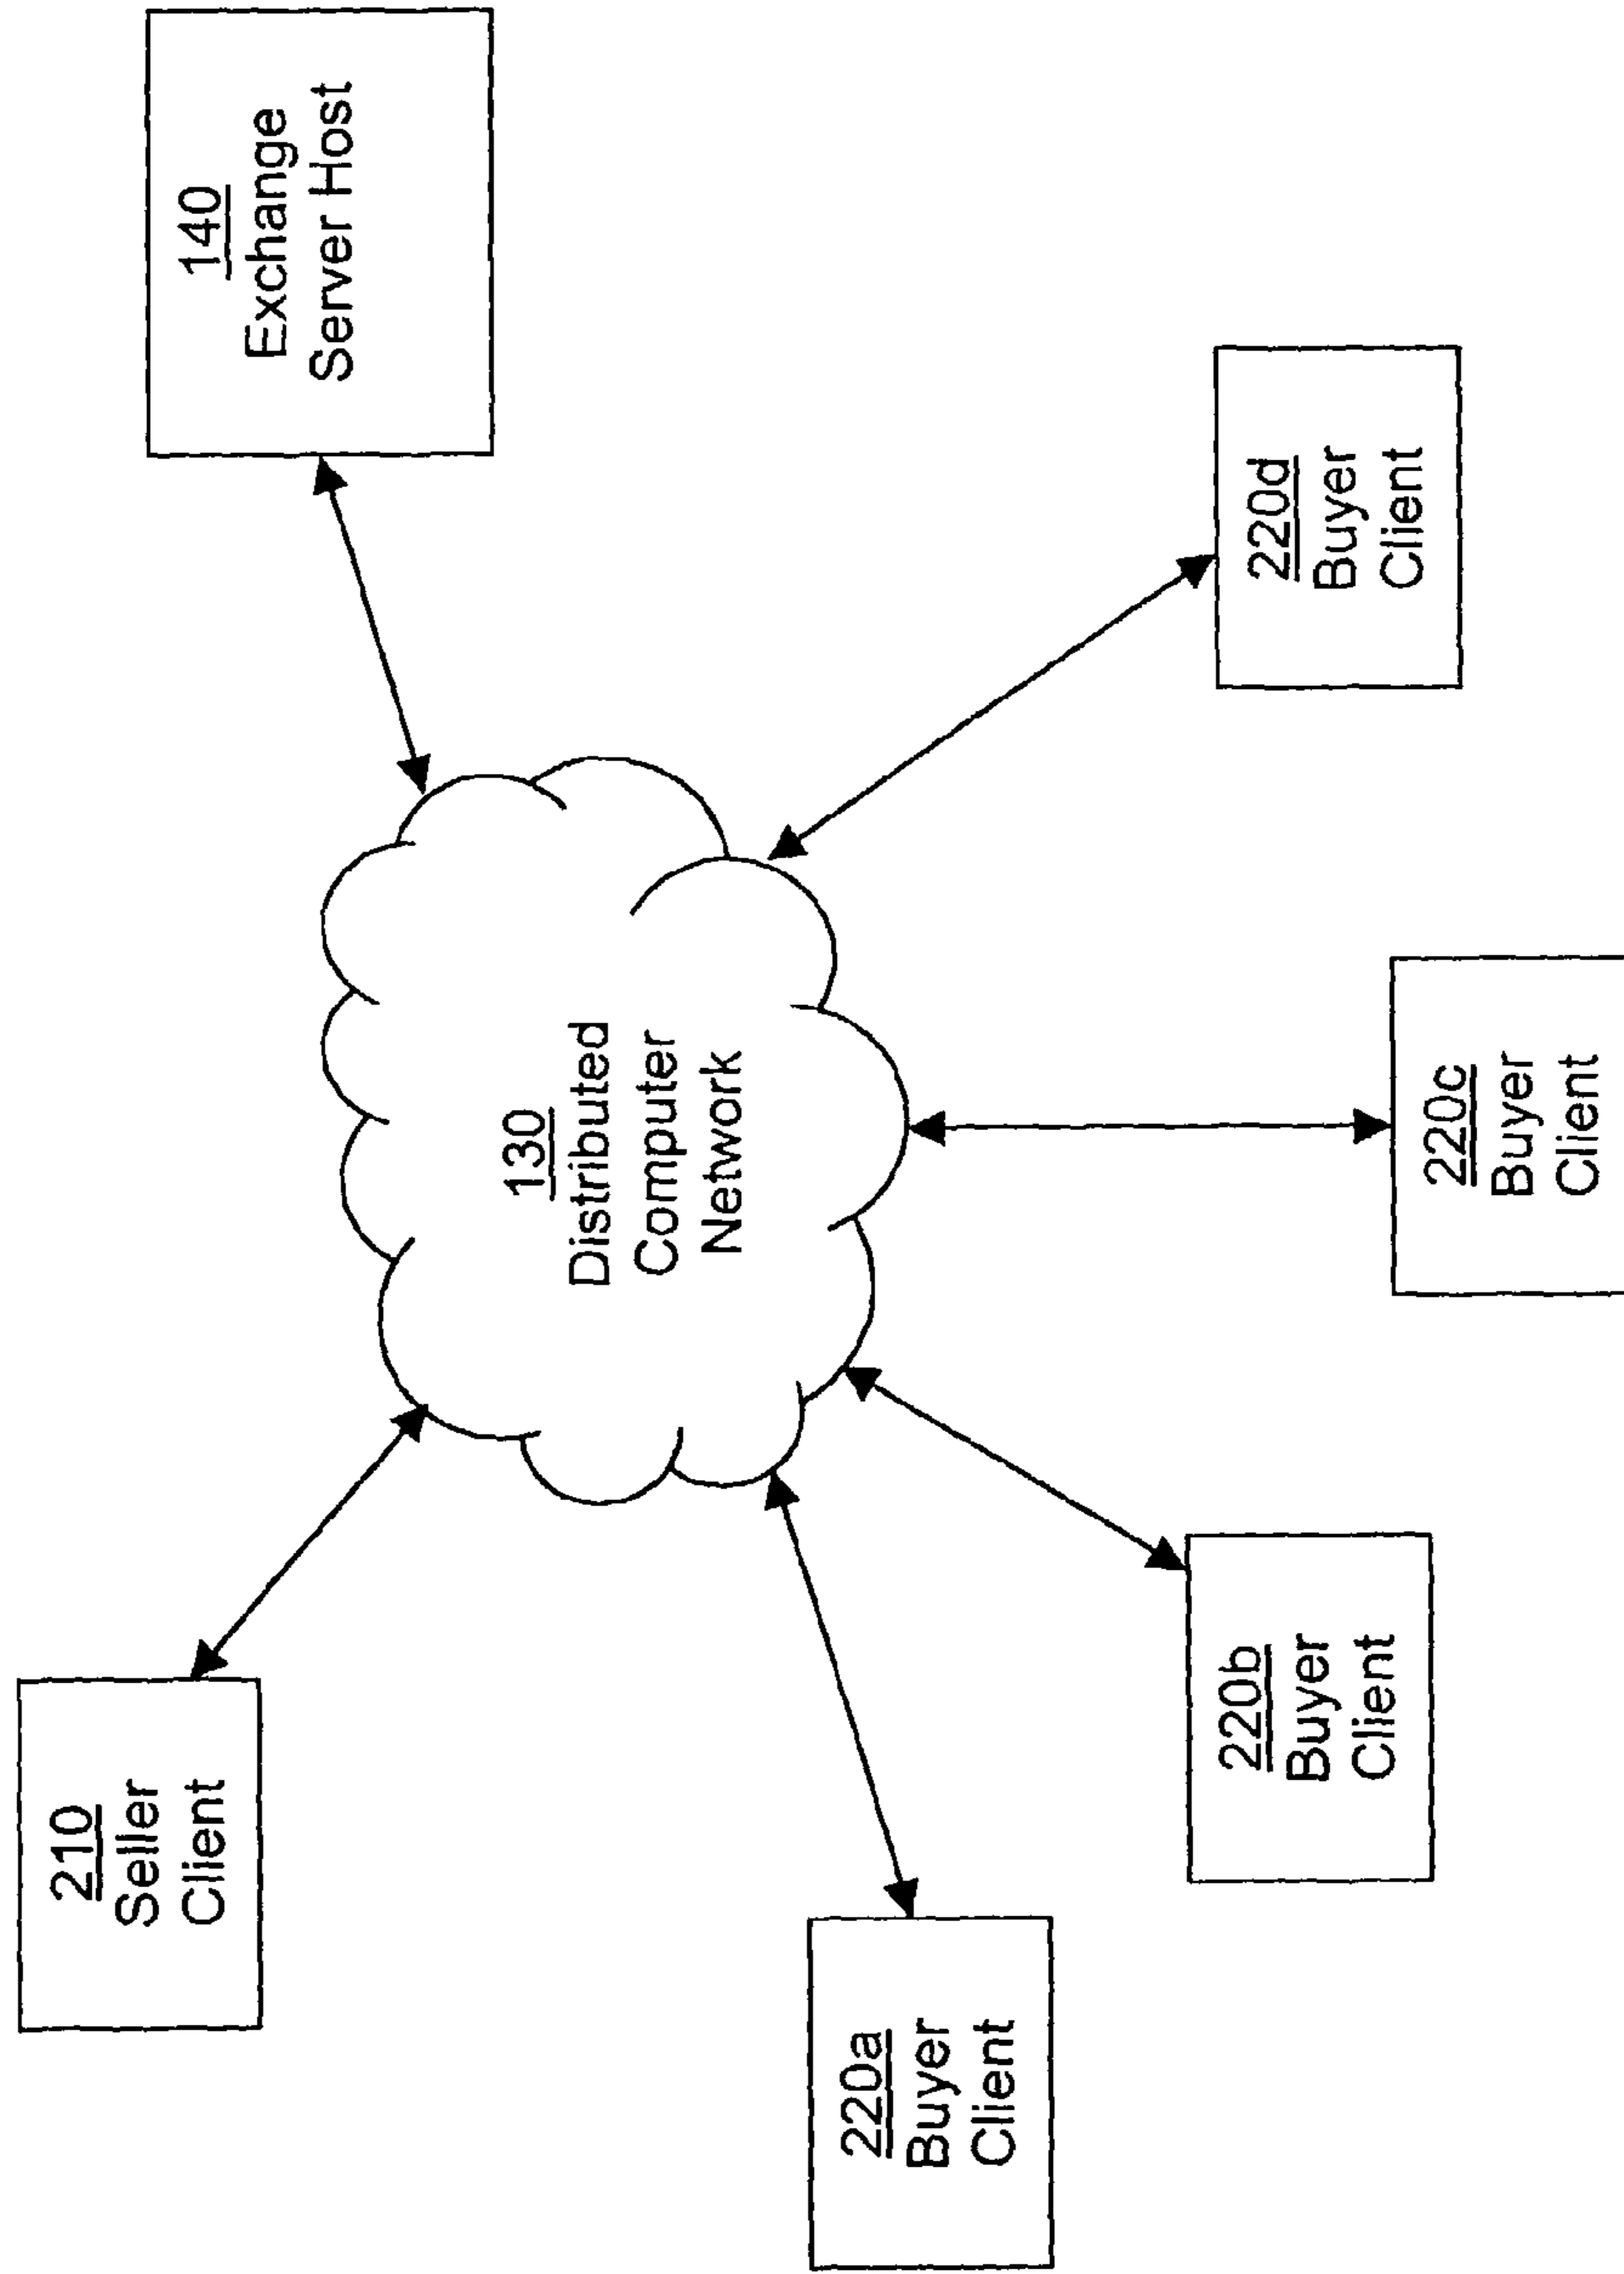 210
Seller
Client
140
Exchange
Server Host
130
Distributed
Computer
Network
220a
Buyer
Client
220b
Buyer
Client
220c
Buyer
Client
220d
Buyer
Client